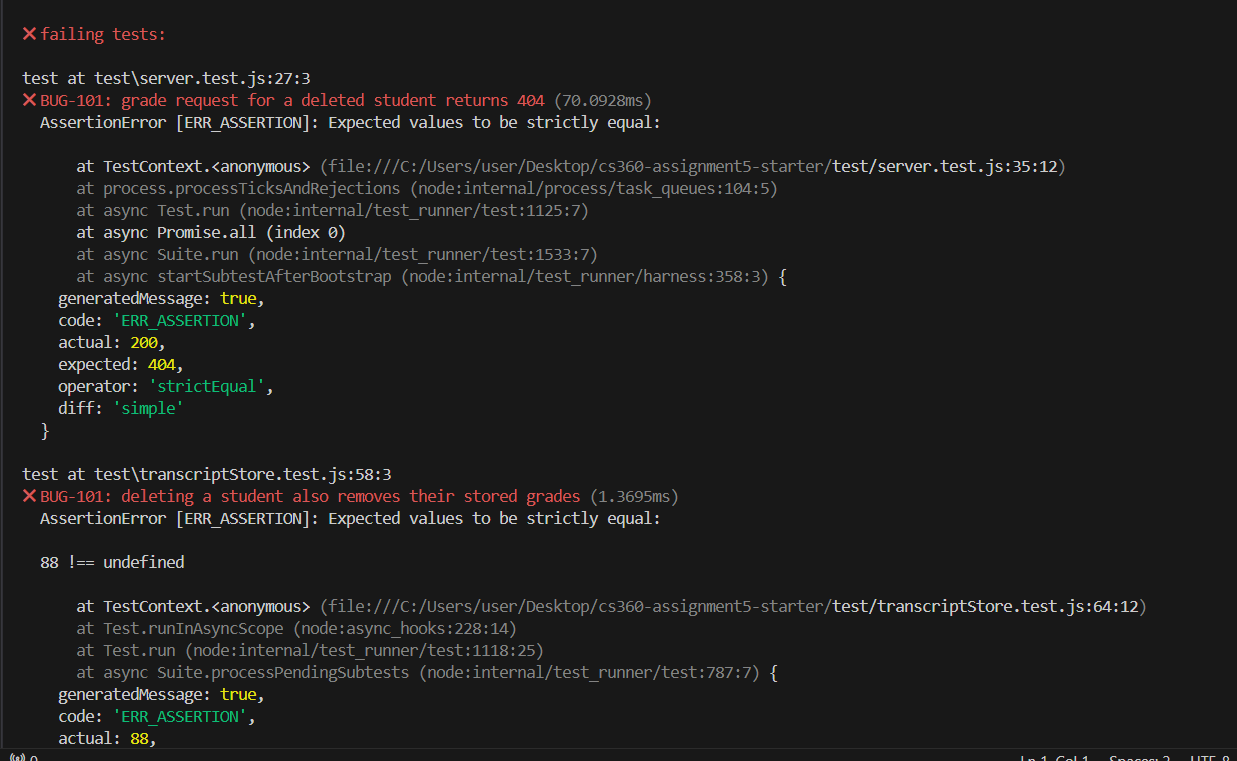 ❌failing tests:
test at test\server.test.js:27:3
❌BUG-101: grade request for a deleted student returns 404 (70.0928ms)
AssertionError [ERR_ASSERTION]: Expected values to be strictly equal:
at TestContext.<anonymous> (file:///C:/Users/user/Desktop/cs360-assignment5-starter/test/server.test.js:35:12)
at process.processTicksAndRejections (node:internal/process/task_queues:104:5)
at async Test.run (node:internal/test_runner/test:1125:7)
at async Promise.all (index 0)
at async Suite.run (node:internal/test_runner/test:1533:7)
at async startSubtestAfterBootstrap (node:internal/test_runner/harness:358:3) {
generatedMessage: true,
code: 'ERR_ASSERTION',
actual: 200,
expected: 404,
operator: 'strictEqual',
diff: 'simple'
}
test at test\transcriptStore.test.js:58:3
❌BUG-101: deleting a student also removes their stored grades (1.3695ms)
AssertionError [ERR_ASSERTION]: Expected values to be strictly equal:
88 !== undefined
at TestContext.<anonymous> (file:///C:/Users/user/Desktop/cs360-assignment5-starter/test/transcriptStore.test.js:64:12)
at Test.runInAsyncScope (node:async_hooks:228:14)
at Test.run (node:internal/test_runner/test:1118:25)
at async Suite.processPendingSubtests (node:internal/test_runner/test:787:7) {
generatedMessage: true,
code: 'ERR_ASSERTION',
actual: 88,
0 Ln 1, Col 1 Spaces: 2 UTF-8